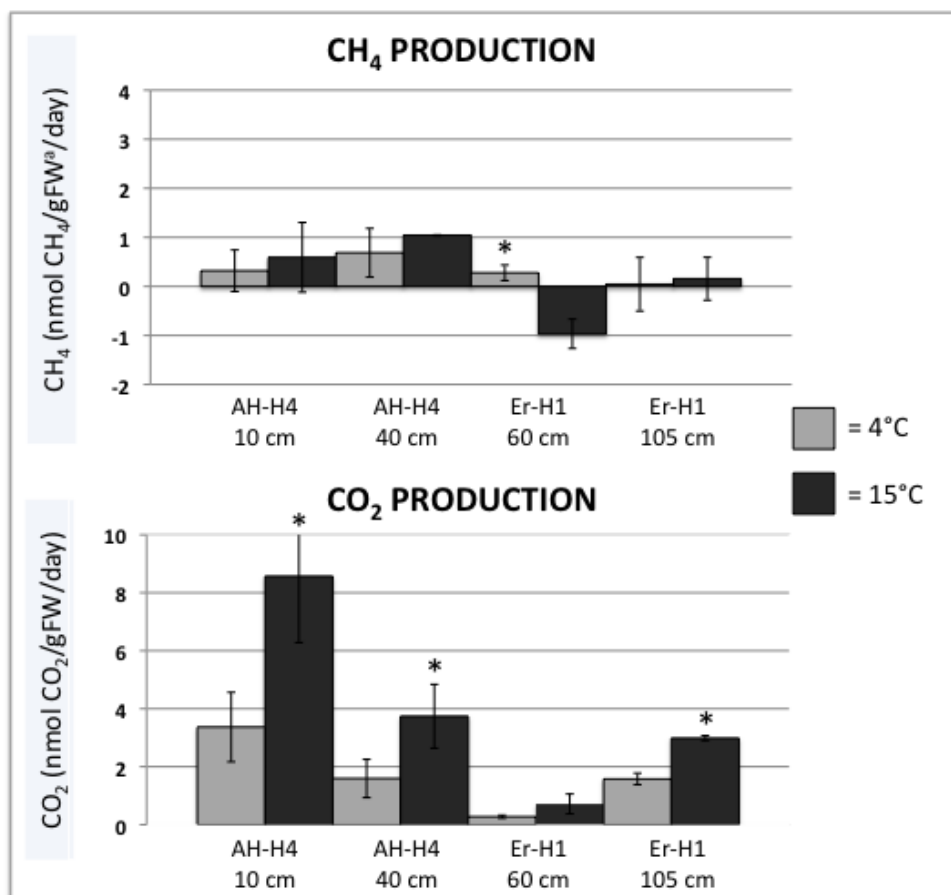 CH₄ PRODUCTION
CH₄ (nmol CH₄/gFWᵃ/day)
4
3
2
1
0
-1
-2
*
AH-H4 AH-H4 Er-H1 Er-H1
10 cm 40 cm 60 cm 105 cm
= 4°C
= 15°C
CO₂ PRODUCTION
CO₂ (nmol CO₂/gFW/day)
10
8
6
4
2
0
* * *
AH-H4 AH-H4 Er-H1 Er-H1
10 cm 40 cm 60 cm 105 cm